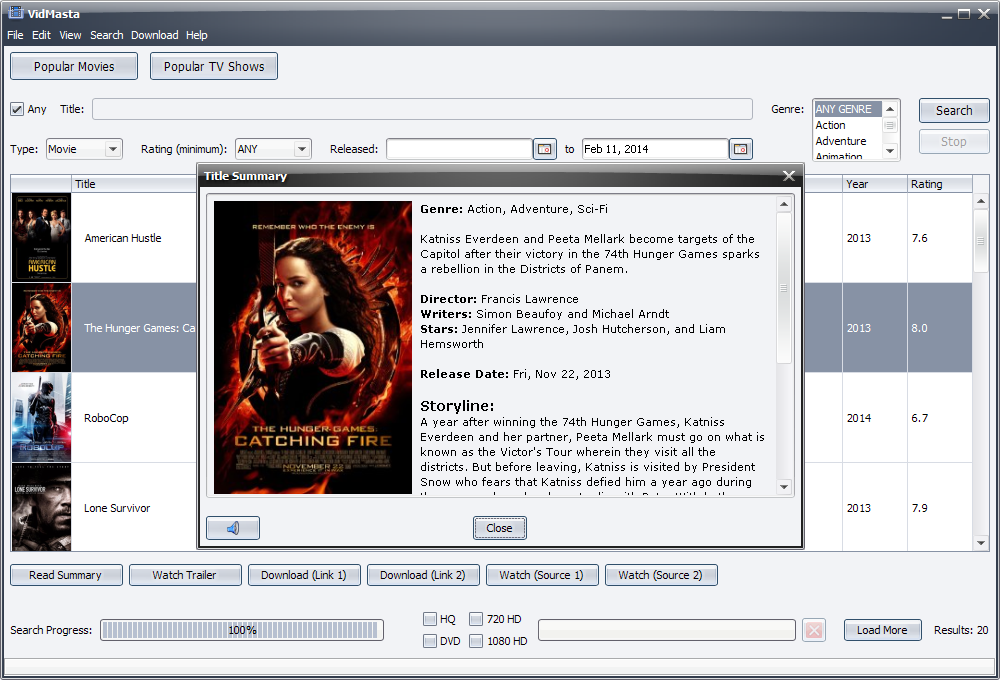 VidMasta
File Edit View Search Download Help
Popular Movies Popular TV Shows
Any Title: Genre: ANY GENRE Search
Action
Adventure Stop
Animation
Type: Movie Rating (minimum): ANY Released: to Feb 11, 2014
Title Year Rating
American Hustle 2013 7.6
AMERICAN
HUSTLE
The Hunger Games: Ca 2013 8.0
CATCHING FIRE
RoboCop 2014 6.7
ROBOCOP
Lone Survivor 2013 7.9
LONE SURVIVOR
Title Summary
REMEMBER WHO THE ENEMY IS
THE HUNGER GAMES
CATCHING FIRE
NOVEMBER 22
Genre: Action, Adventure, Sci-Fi
Katniss Everdeen and Peeta Mellark become targets of the
Capitol after their victory in the 74th Hunger Games sparks
a rebellion in the Districts of Panem.
Director: Francis Lawrence
Writers: Simon Beaufoy and Michael Arndt
Stars: Jennifer Lawrence, Josh Hutcherson, and Liam
Hemsworth
Release Date: Fri, Nov 22, 2013
Storyline:
A year after winning the 74th Hunger Games, Katniss
Everdeen and her partner, Peeta Mellark must go on what is
known as the Victor's Tour wherein they visit all the
districts. But before leaving, Katniss is visited by President
Snow who fears that Katniss defied him a year ago during
Close
Read Summary Watch Trailer Download (Link 1) Download (Link 2) Watch (Source 1) Watch (Source 2)
Search Progress: 100% HQ 720 HD Load More Results: 20
DVD 1080 HD